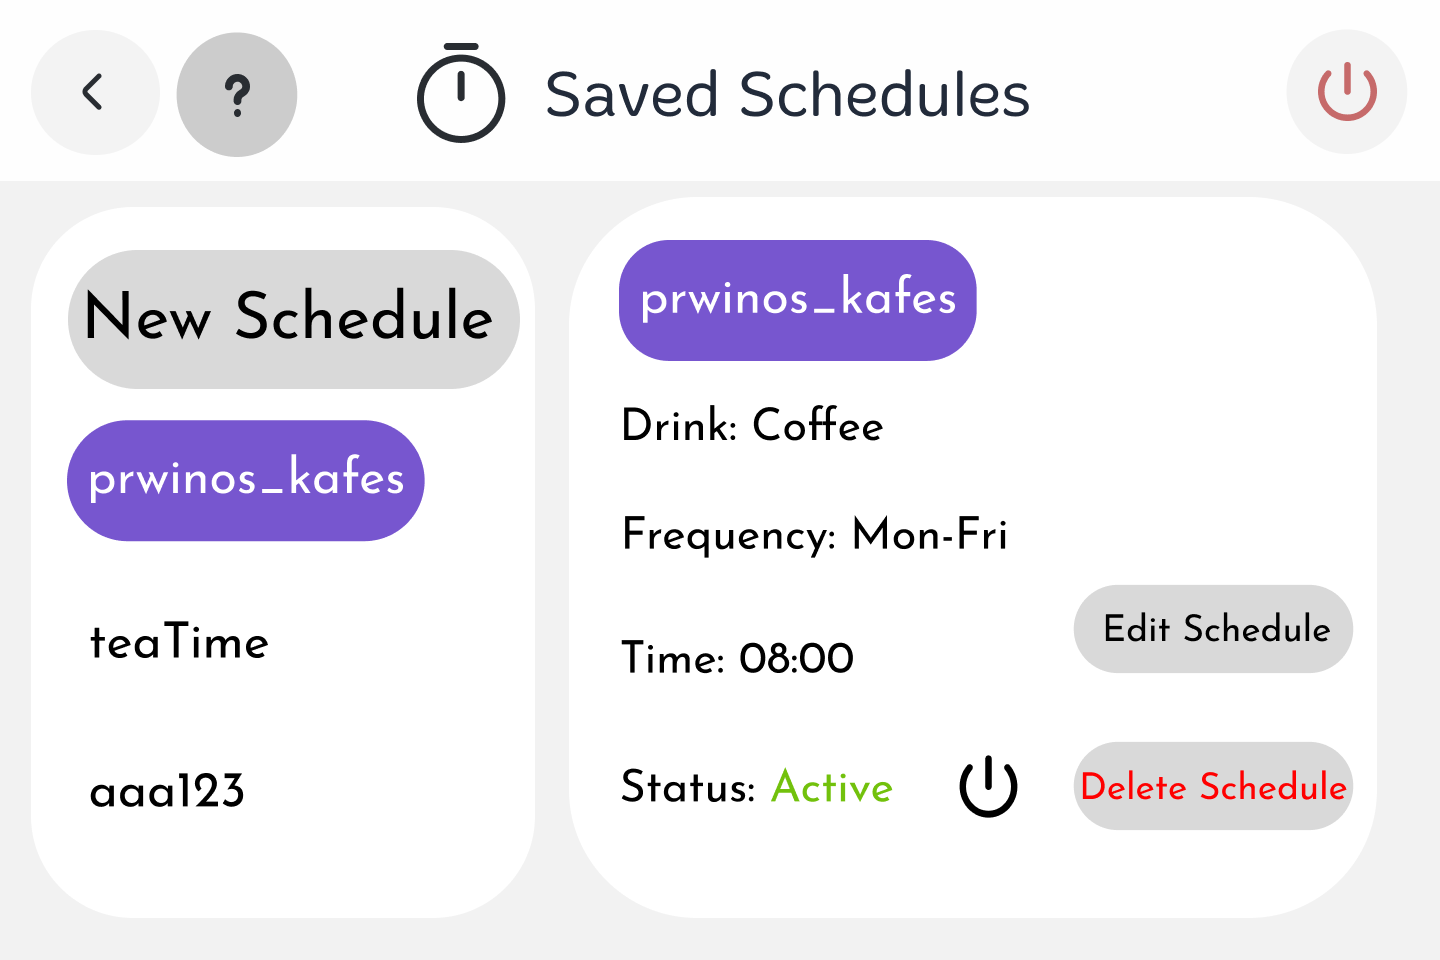 ?
Saved Schedules
New Schedule
prwinos_kafes
teaTime
aaa123
prwinos_kafes
Drink: Coffee
Frequency: Mon-Fri
Time: 08:00
Status: Active
Edit Schedule
Delete Schedule